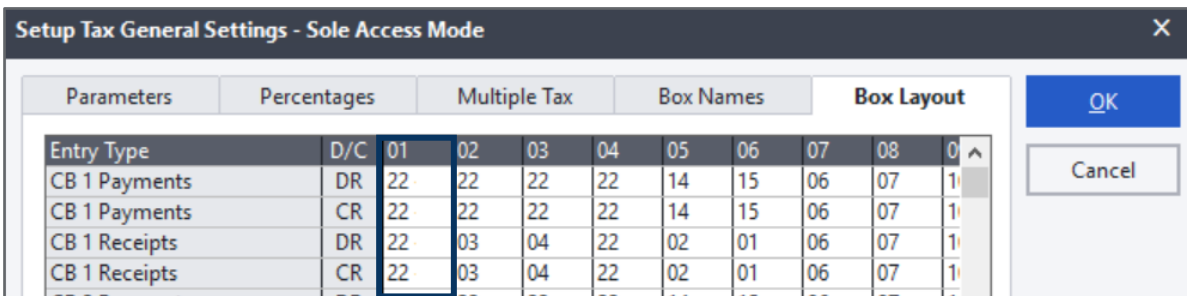 Setup Tax General Settings - Sole Access Mode
Parameters Percentages Multiple Tax Box Names Box Layout OK
Entry Type D/C 01 02 03 04 05 06 07 08
CB 1 Payments DR 22 22 22 22 14 15 06 07 Cancel
CB 1 Payments CR 22 22 22 22 14 15 06 07
CB 1 Receipts DR 22 03 04 22 02 01 06 07
CB 1 Receipts CR 22 03 04 22 02 01 06 07